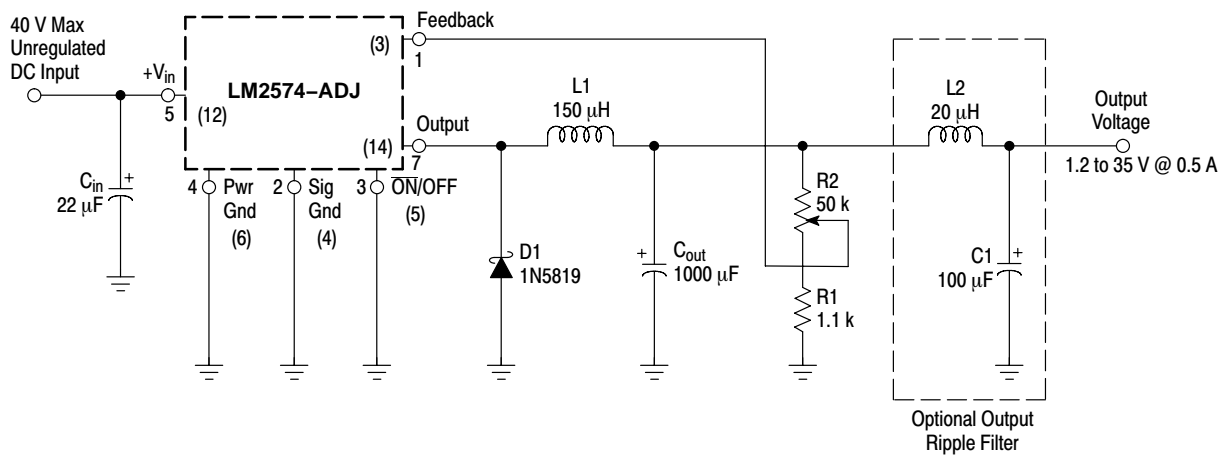 40 V Max
Unregulated
DC Input
+Vin
5
(12)
LM2574–ADJ
(3)
Feedback
1
(14)
Output
7
4
Pwr
Gnd
(6)
2
Sig
Gnd
(4)
3
ON/OFF
(5)
Cin
+
22 μF
L1
150 μH
D1
1N5819
+
Cout
1000 μF
R2
50 k
R1
1.1 k
L2
20 μH
C1
+
100 μF
Output
Voltage
1.2 to 35 V @ 0.5 A
Optional Output
Ripple Filter